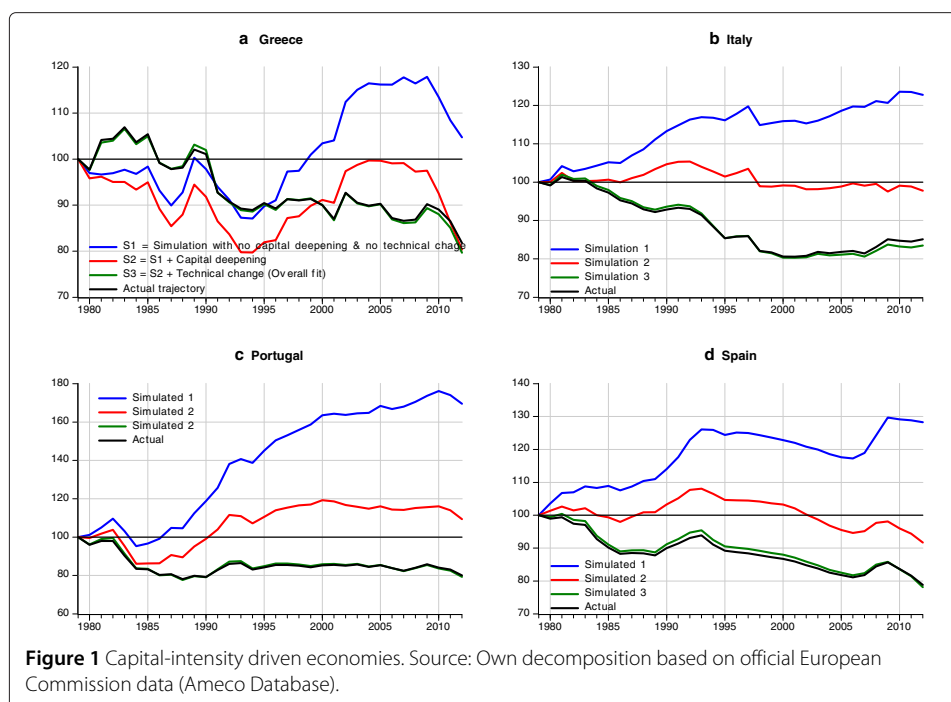 a Greece
120
110
100
90
80
70
S1 = Simulation with no capital deepening & no technical chage
S2 = S1 + Capital deepening
S3 = S2 + Technical change (Overall fit)
Actual trajectory
1980 1985 1990 1995 2000 2005 2010
b Italy
130
120
110
100
90
80
70
Simulation 1
Simulation 2
Simulation 3
Actual
1980 1985 1990 1995 2000 2005 2010
c Portugal
180
160
140
120
100
80
60
Simulated 1
Simulated 2
Simulated 2
Actual
1980 1985 1990 1995 2000 2005 2010
d Spain
140
130
120
110
100
90
80
70
Simulated 1
Simulated 2
Simulated 3
Actual
1980 1985 1990 1995 2000 2005 2010
Figure 1 Capital-intensity driven economies. Source: Own decomposition based on official European
Commission data (Ameco Database).